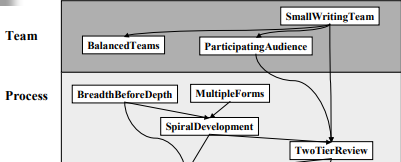 SmallWritingTeam
Team
BalancedTeams
ParticipatingAudience
Process
BreadthBeforeDepth
MultipleForms
SpiralDevelopment
TwoTierReview